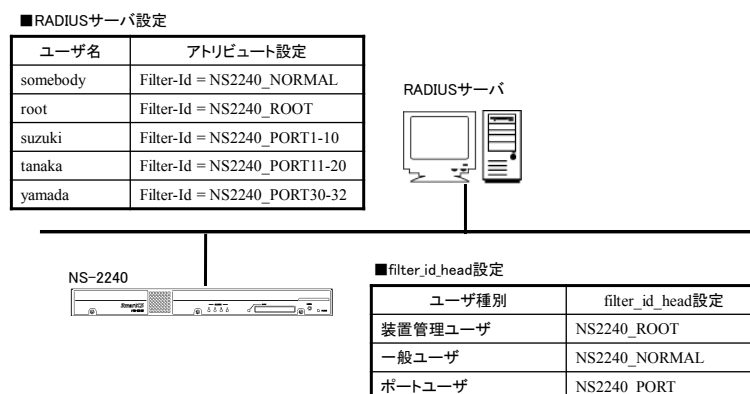 ■RADIUSサーバ設定
ユーザ名 アトリビュート設定
somebody Filter-Id = NS2240_NORMAL
root Filter-Id = NS2240_ROOT
suzuki Filter-Id = NS2240_PORT1-10
tanaka Filter-Id = NS2240_PORT11-20
yamada Filter-Id = NS2240_PORT30-32
RADIUSサーバ
NS-2240
■filter_id_head設定
ユーザ種別 filter_id_head設定
装置管理ユーザ NS2240_ROOT
一般ユーザ NS2240_NORMAL
ポートユーザ NS2240_PORT